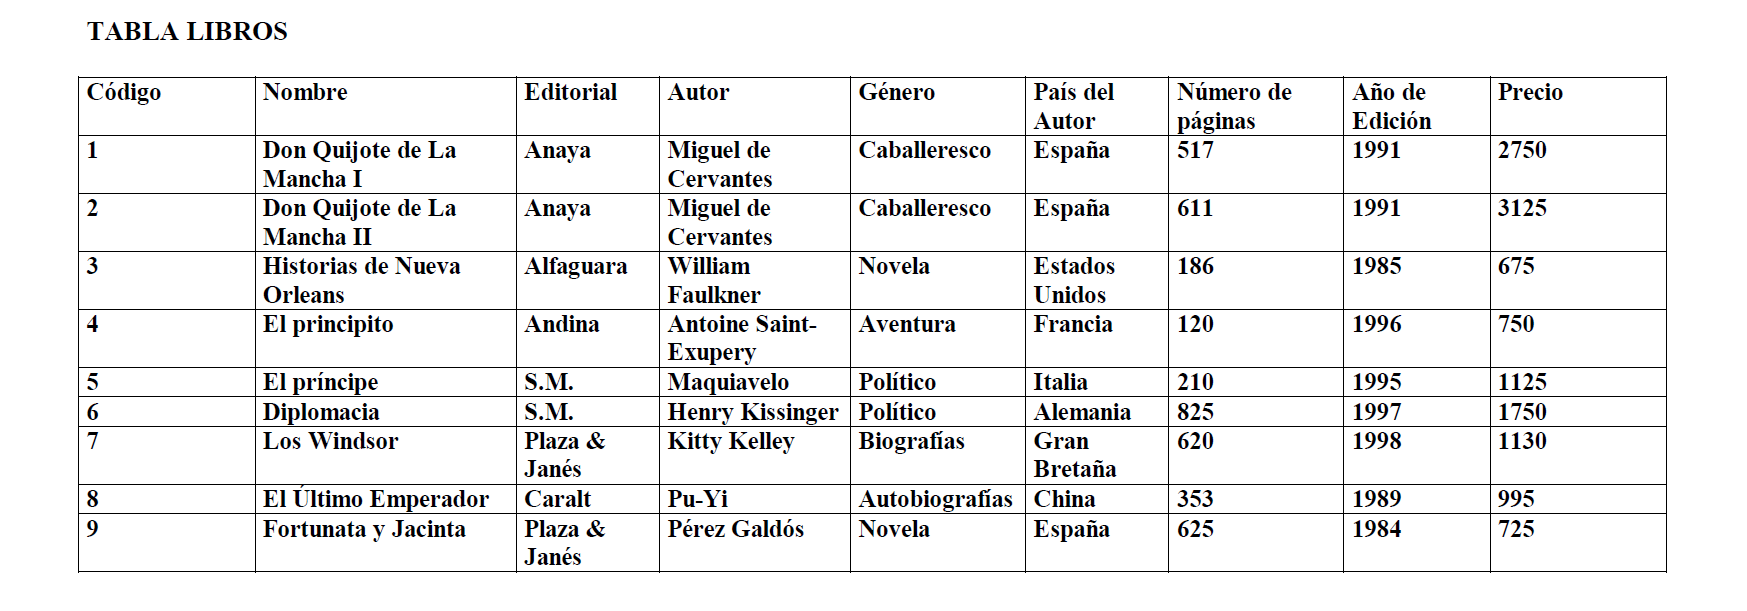 TABLA LIBROS
Código Nombre Editorial Autor Género País del Autor Número de páginas Año de Edición Precio
1 Don Quijote de La Mancha I Anaya Miguel de Cervantes Caballeresco España 517 1991 2750
2 Don Quijote de La Mancha II Anaya Miguel de Cervantes Caballeresco España 611 1991 3125
3 Historias de Nueva Orleans Alfaguara William Faulkner Novela Estados Unidos 186 1985 675
4 El principito Andina Antoine Saint-Exupery Aventura Francia 120 1996 750
5 El príncipe S.M. Maquiavelo Político Italia 210 1995 1125
6 Diplomacia S.M. Henry Kissinger Político Alemania 825 1997 1750
7 Los Windsor Plaza & Janés Kitty Kelley Biografías Gran Bretaña 620 1998 1130
8 El Último Emperador Caralt Pu-Yi Autobiografías China 353 1989 995
9 Fortunata y Jacinta Plaza & Janés Pérez Galdós Novela España 625 1984 725